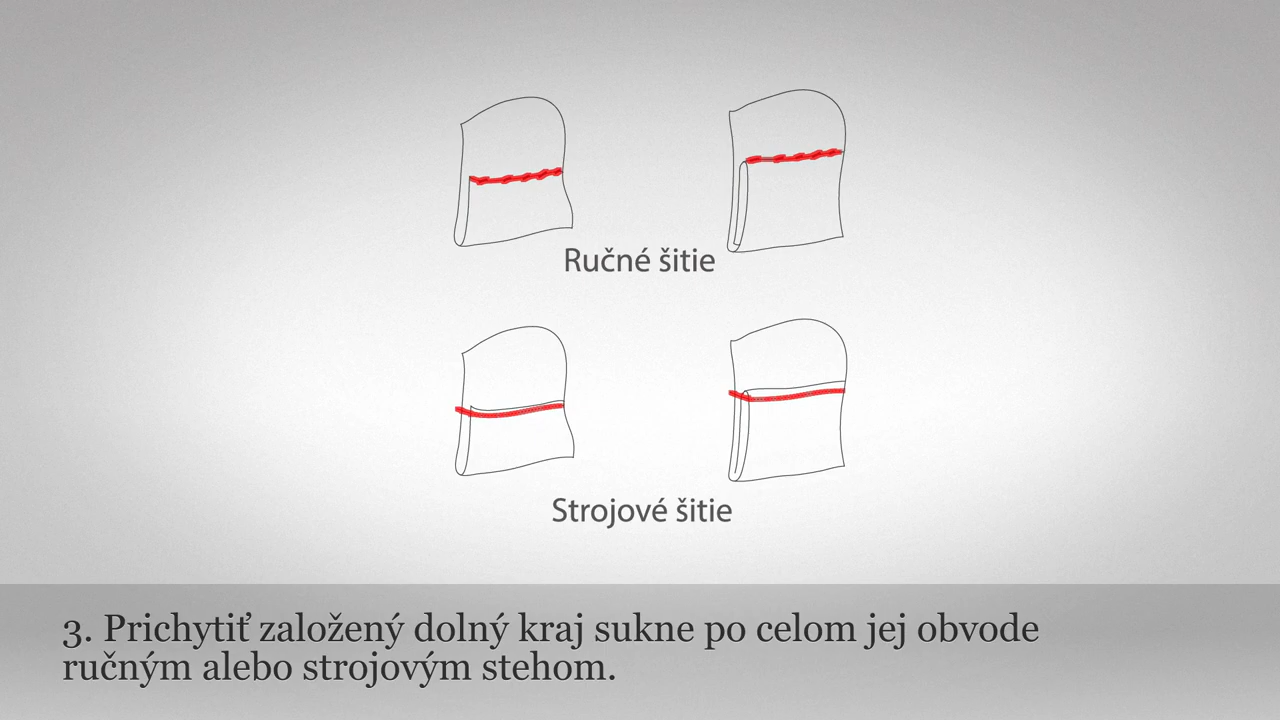 Ručné šitie
Strojové šitie
3. Prichytiť založený dolný kraj sukne po celom jej obvode
ručným alebo strojovým stehom.